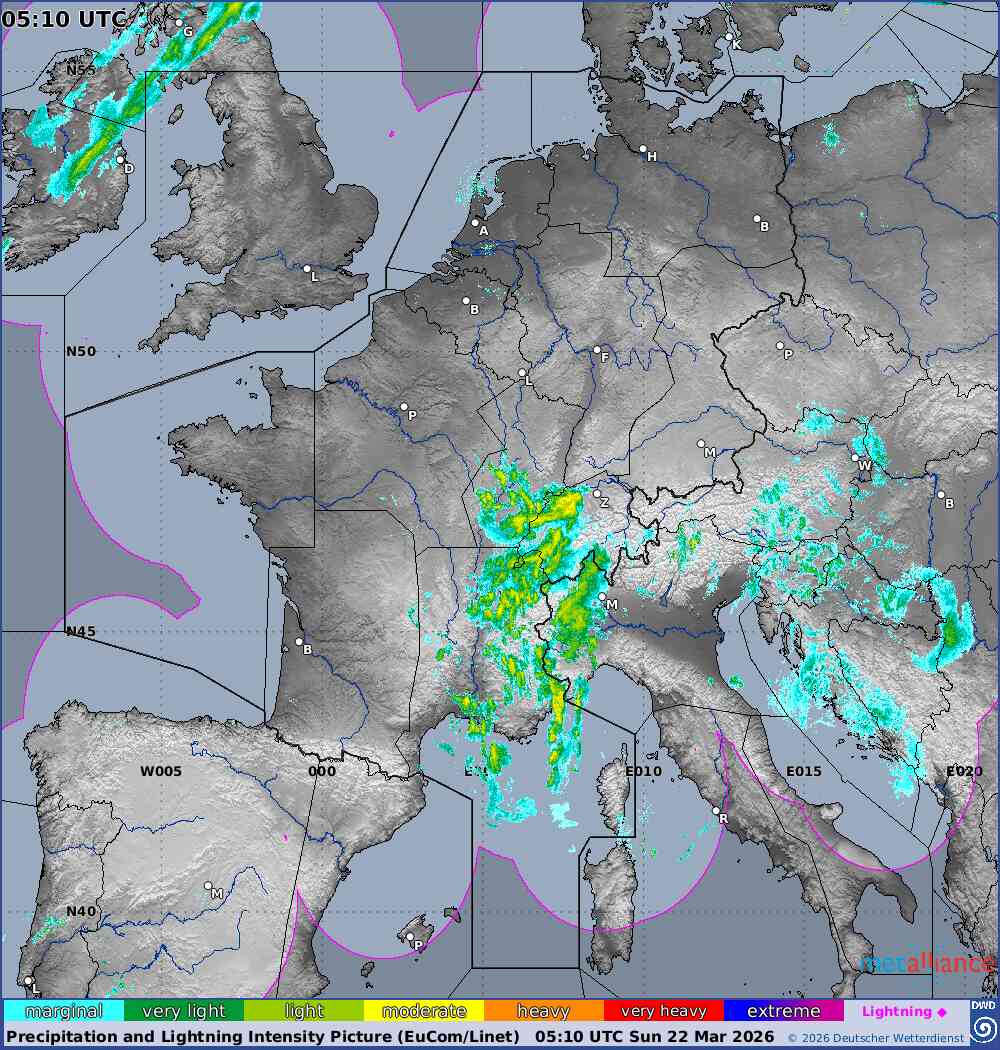 05:10 UTC
G
K
N55
D
H
A
B
B
L
B
N50
F
P
L
P
M
W
Z
B
M
N45
B
W005
000
E010
E015
E020
R
M
N40
P
L
metalliance
marginal very light light moderate heavy very heavy extreme Lightning ◆
DWD
Precipitation and Lightning Intensity Picture (EuCom/Linet) 05:10 UTC Sun 22 Mar 2026 © 2026 Deutscher Wetterdienst